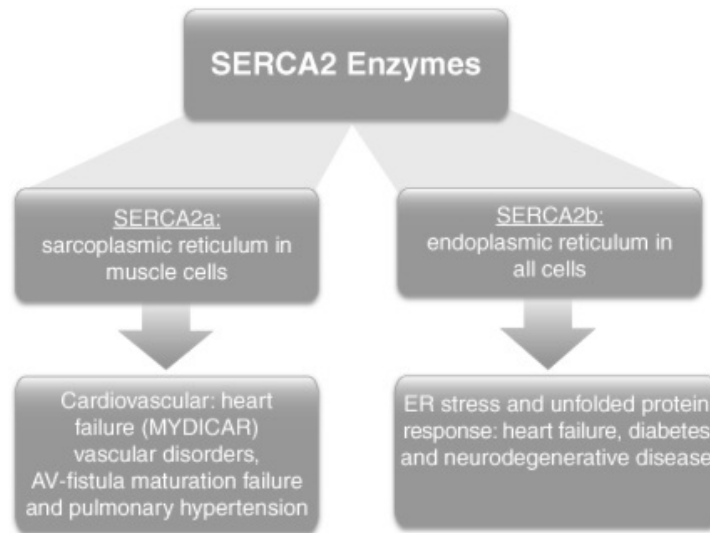 SERCA2 Enzymes
SERCA2a:
sarcoplasmic reticulum in
muscle cells
SERCA2b:
endoplasmic reticulum in
all cells
Cardiovascular: heart
failure (MYDICAR)
vascular disorders,
AV-fistula maturation failure
and pulmonary hypertension
ER stress and unfolded protein
response: heart failure, diabetes
and neurodegenerative disease